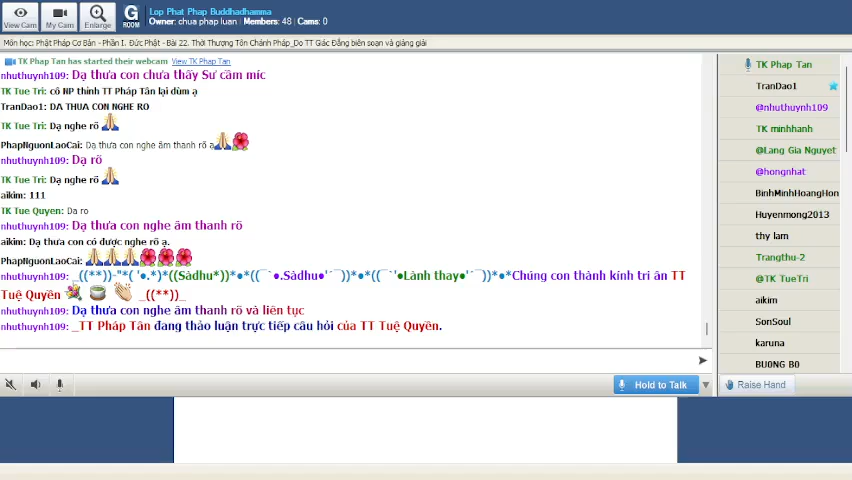 Lop Phat Phap Buddhadhamma
Owner: chua phap luan | Members: 48 | Cams: 0
View Cam
My Cam
Enlarge
G
ROOM
Môn học: Phật Pháp Cơ Bản - Phần I. Đức Phật - Bài 22. Thời Thượng Tôn Chánh Pháp_Do TT Giác Đẳng biên soạn và giảng giải
TK Phap Tan has started their webcam View TK Phap Tan
nhuthuynh109: Dạ thưa con chưa thấy Sư cầm míc
TK Tue Tri: cô NP thỉnh TT Pháp Tân lại dùm ạ
TranDao1: DA THUA CON NGHE RO
TK Tue Tri: Dạ nghe rõ
PhapNguonLaoCai: Dạ thưa con nghe âm thanh rõ ạ
nhuthuynh109: Dạ rõ
TK Tue Tri: Dạ nghe rõ
aikim: 111
TK Tue Quyen: Da ro
nhuthuynh109: Dạ thưa con nghe âm thanh rõ
aikim: Dạ thưa con có được nghe rõ ạ.
PhapNguonLaoCai:
nhuthuynh109: _((**))-"*( '●.*)*((Sàdhu*))*●*((¯`●.Sàdhu●'´¯))*●*((¯`'●Lành thay●'´¯))*●*Chúng con thành kính tri ân TT
Tuệ Quyền _((**))_
nhuthuynh109: Dạ thưa con nghe âm thanh rõ và liên tục
nhuthuynh109: _TT Pháp Tân đang thảo luận trực tiếp câu hỏi của TT Tuệ Quyền.
Hold to Talk
TK Phap Tan
TranDao1
@nhuthuynh109
TK minhhanh
@Lang Gia Nguyet
@hongnhat
BinhMinhHoangHon
Huyenmong2013
thy lam
Trangthu-2
@TK TueTri
aikim
SonSoul
karuna
BU0NG B0
Raise Hand